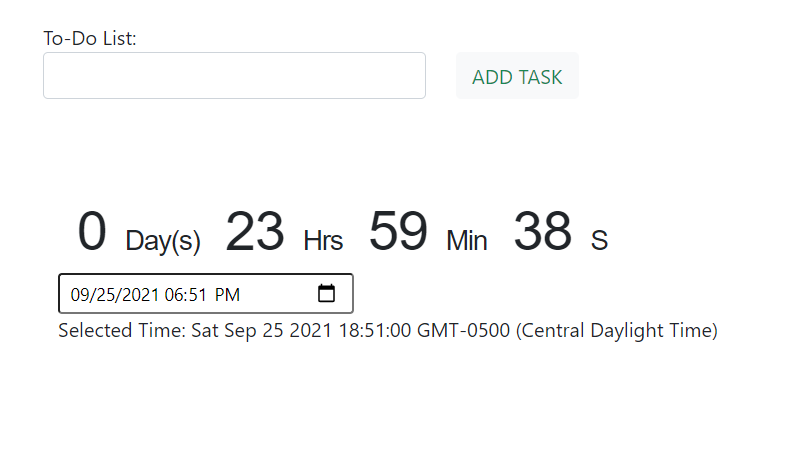 To-Do List:
ADD TASK
0 Day(s) 23 Hrs 59 Min 38 S
09/25/2021 06:51 PM
Selected Time: Sat Sep 25 2021 18:51:00 GMT-0500 (Central Daylight Time)